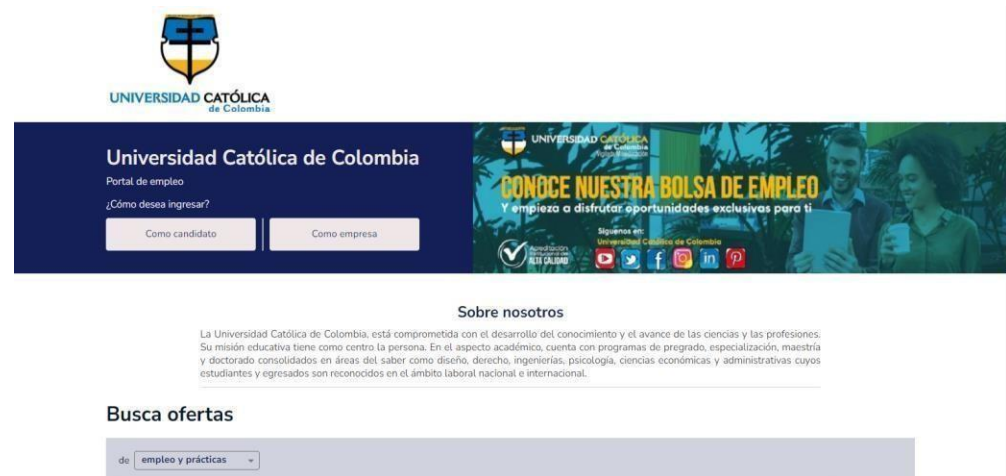 UNIVERSIDAD CATÓLICA
de Colombia
Universidad Católica de Colombia
Portal de empleo
¿Cómo desea ingresar?
Como candidato
Como empresa
UNIVERSIDAD CATÓLICA
de Colombia
CONOCE NUESTRA BOLSA DE EMPLEO
Y empieza a disfrutar oportunidades exclusivas para ti
Síguenos en:
Universidad Católica de Colombia
Acreditación
ALTA CALIDAD
Sobre nosotros
La Universidad Católica de Colombia, está comprometida con el desarrollo del conocimiento y el avance de las ciencias y las profesiones.
Su misión educativa tiene como centro la persona. En el aspecto académico, cuenta con programas de pregrado, especialización, maestría
y doctorado consolidados en áreas del saber como diseño, derecho, ingenierías, psicología, ciencias económicas y administrativas cuyos
estudiantes y egresados son reconocidos en el ámbito laboral nacional e internacional.
Busca ofertas
de empleo y prácticas